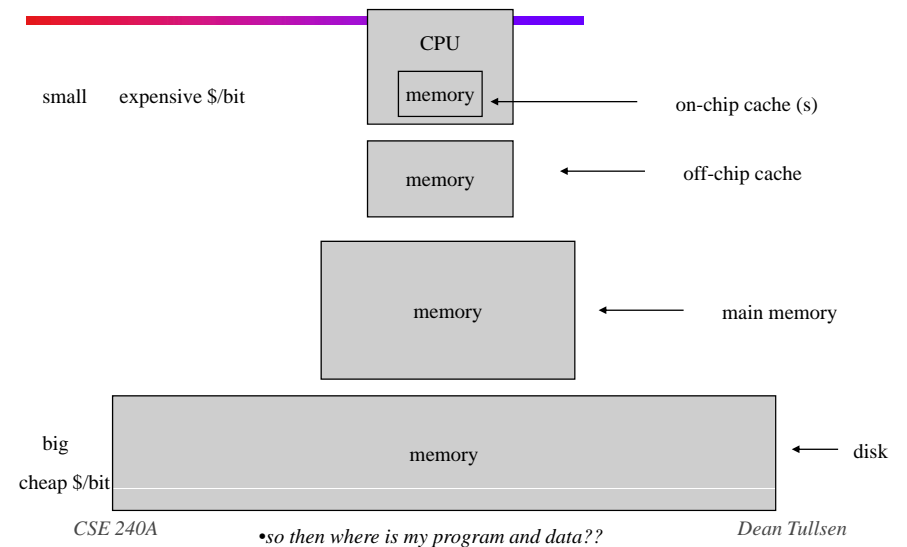 CPU
small expensive $/bit
memory
on-chip cache (s)
memory
off-chip cache
memory
main memory
big
cheap $/bit
memory
disk
CSE 240A
•so then where is my program and data??
Dean Tullsen